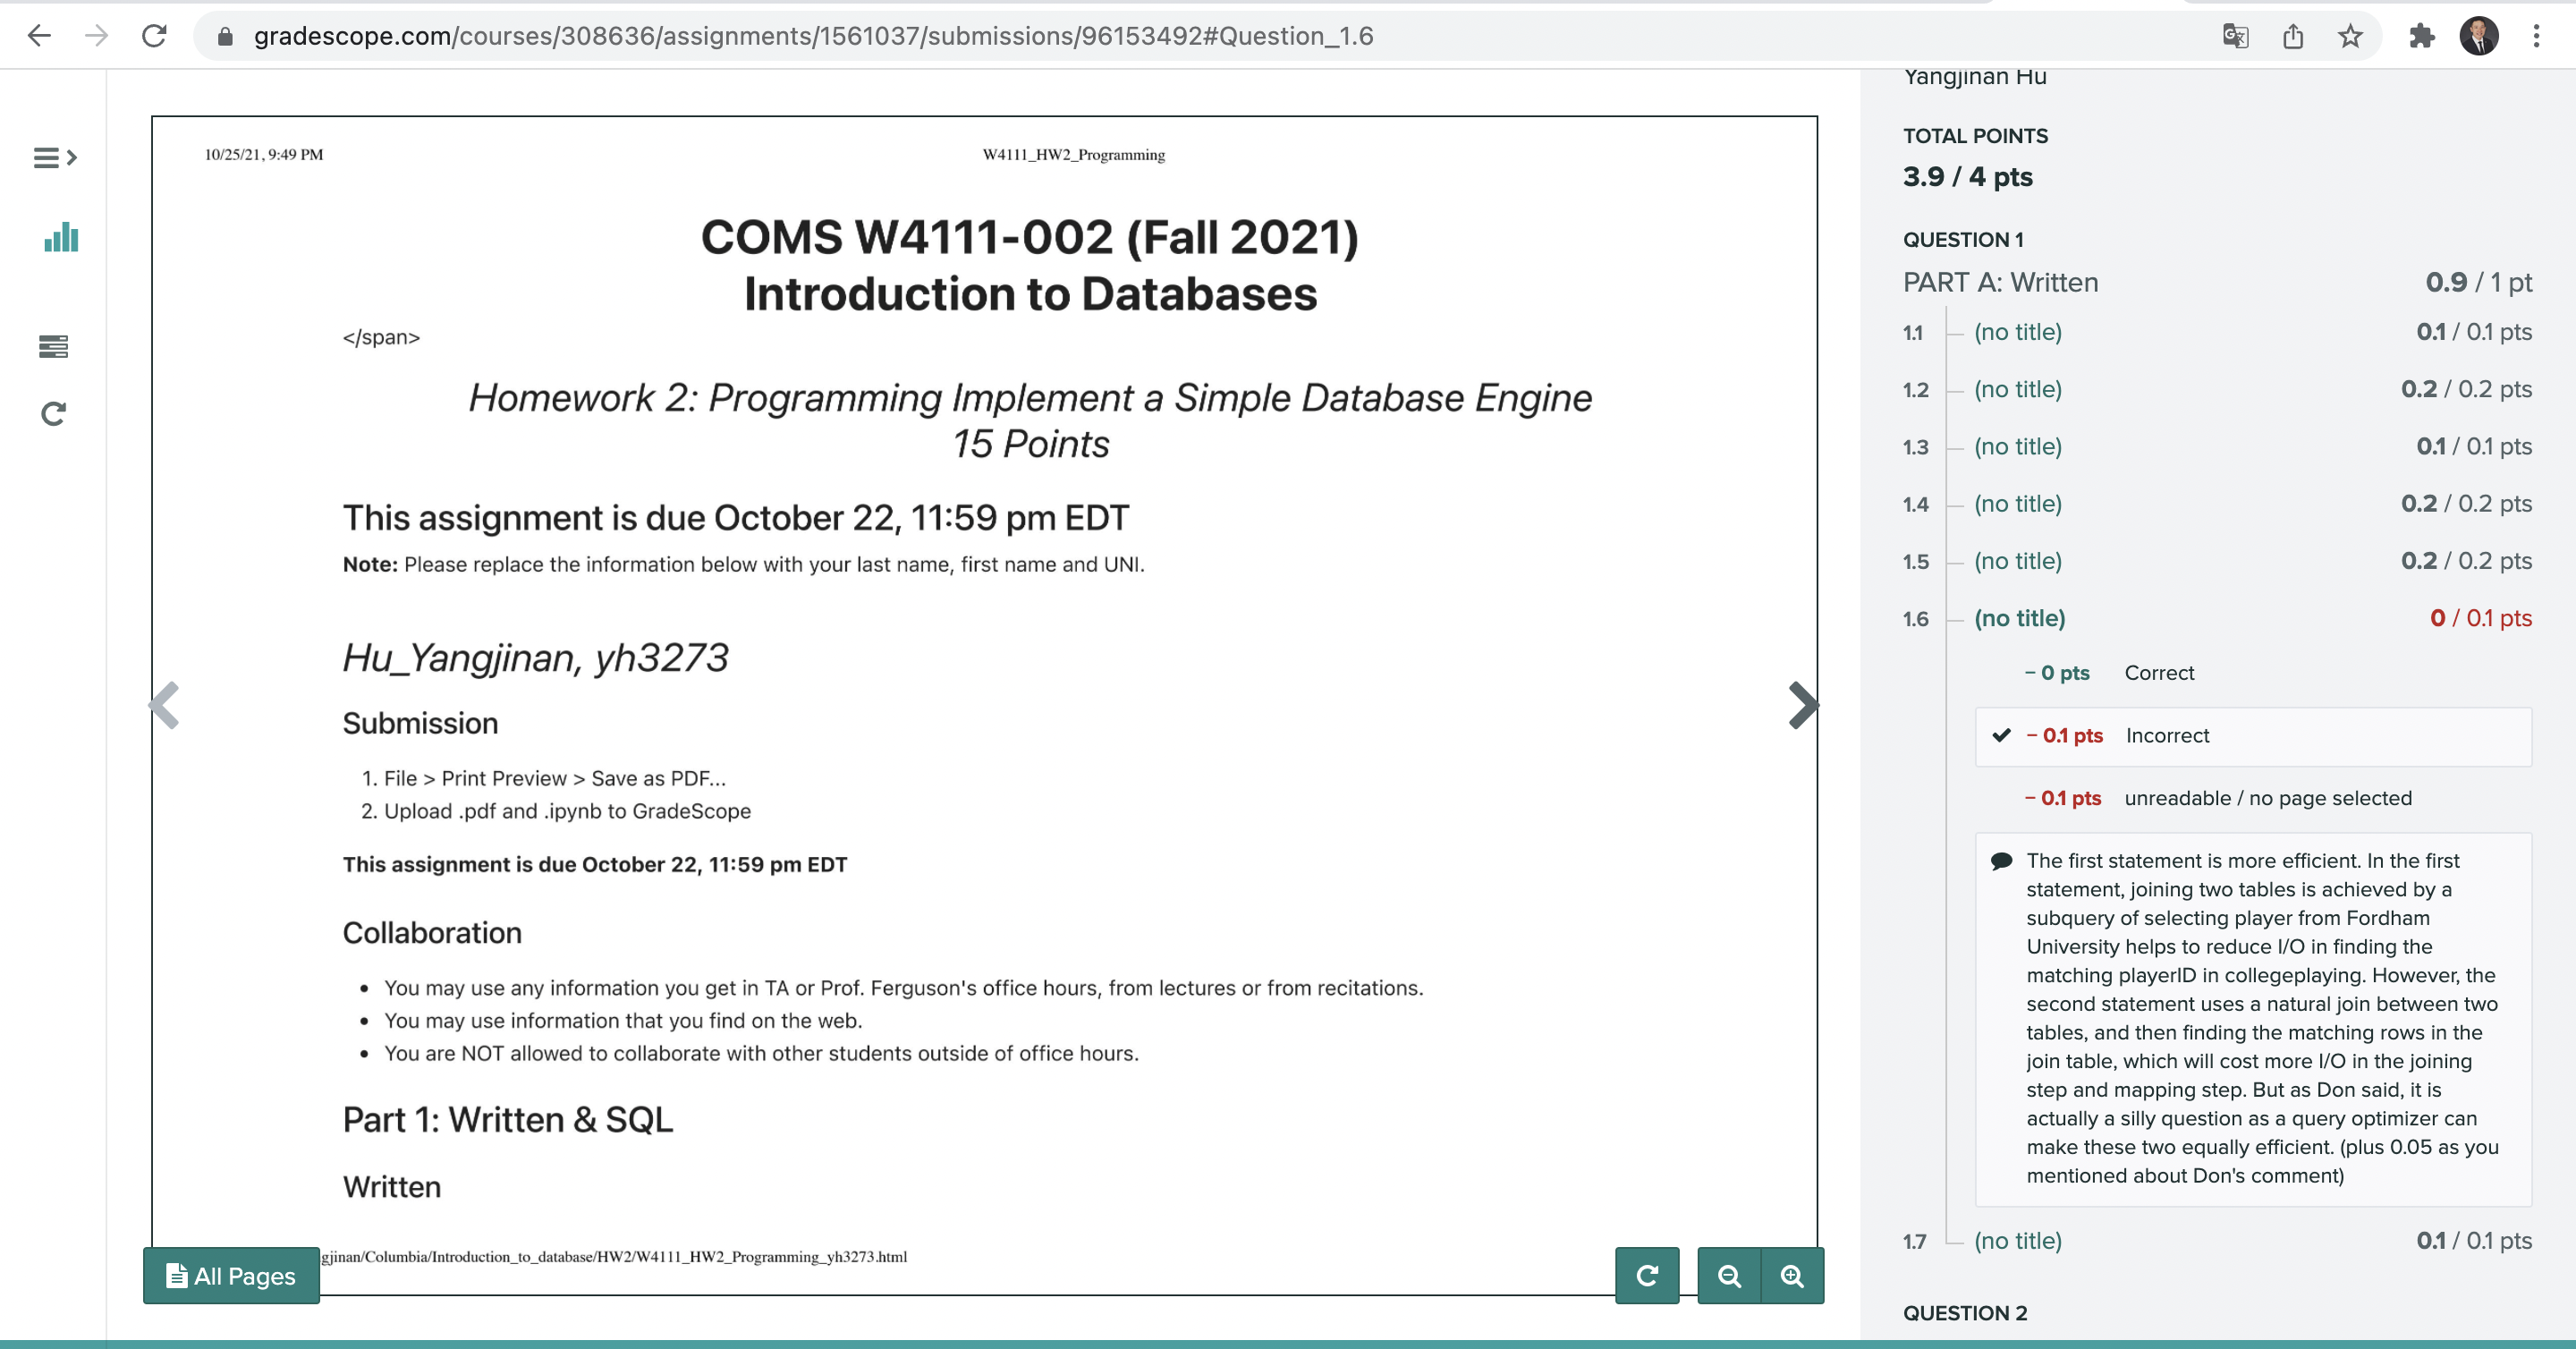 gradescope.com/courses/308636/assignments/1561037/submissions/96153492#Question_1.6
10/25/21, 9:49 PM
W4111_HW2_Programming
COMS W4111-002 (Fall 2021)
Introduction to Databases
</span>
Homework 2: Programming Implement a Simple Database Engine
15 Points
This assignment is due October 22, 11:59 pm EDT
Note: Please replace the information below with your last name, first name and UNI.
Hu_Yangjinan, yh3273
Submission
1. File > Print Preview > Save as PDF...
2. Upload .pdf and .ipynb to GradeScope
This assignment is due October 22, 11:59 pm EDT
Collaboration
• You may use any information you get in TA or Prof. Ferguson's office hours, from lectures or from recitations.
• You may use information that you find on the web.
• You are NOT allowed to collaborate with other students outside of office hours.
Part 1: Written & SQL
Written
gjinan/Columbia/Introduction_to_database/HW2/W4111_HW2_Programming_yh3273.html
All Pages
Yangjinan Hu
TOTAL POINTS
3.9 / 4 pts
QUESTION 1
PART A: Written 0.9 / 1 pt
1.1 (no title) 0.1 / 0.1 pts
1.2 (no title) 0.2 / 0.2 pts
1.3 (no title) 0.1 / 0.1 pts
1.4 (no title) 0.2 / 0.2 pts
1.5 (no title) 0.2 / 0.2 pts
1.6 (no title) 0 / 0.1 pts
– 0 pts Correct
– 0.1 pts Incorrect
– 0.1 pts unreadable / no page selected
The first statement is more efficient. In the first
statement, joining two tables is achieved by a
subquery of selecting player from Fordham
University helps to reduce I/O in finding the
matching playerID in collegeplaying. However, the
second statement uses a natural join between two
tables, and then finding the matching rows in the
join table, which will cost more I/O in the joining
step and mapping step. But as Don said, it is
actually a silly question as a query optimizer can
make these two equally efficient. (plus 0.05 as you
mentioned about Don's comment)
1.7 (no title) 0.1 / 0.1 pts
QUESTION 2